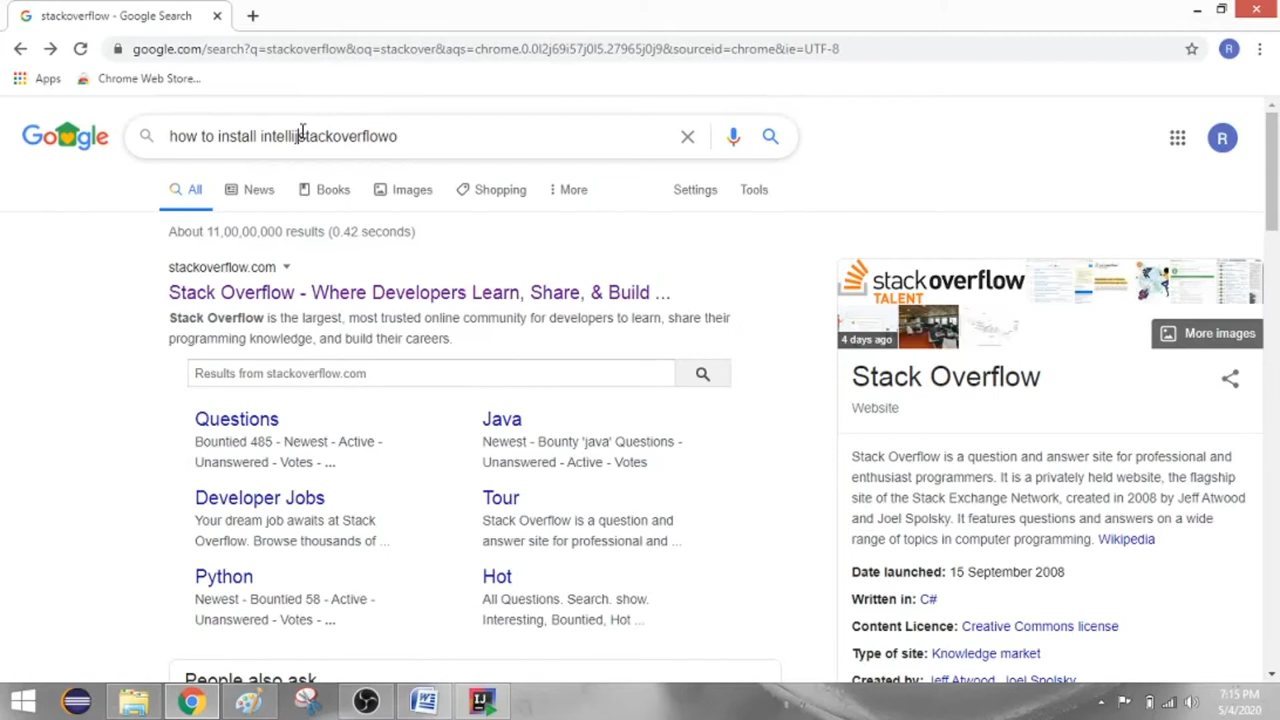 stackoverflow - Google Search
google.com/search?q=stackoverflow&oq=stackover&aqs=chrome.0.0l2j69i57j0l5.27965j0j9&sourceid=chrome&ie=UTF-8
R
Apps
Chrome Web Store...
Google
how to install intellijstackoverflowo
R
All
News
Books
Images
Shopping
More
Settings
Tools
About 11,00,00,000 results (0.42 seconds)
stackoverflow.com
Stack Overflow - Where Developers Learn, Share, & Build ...
Stack Overflow is the largest, most trusted online community for developers to learn, share their
programming knowledge, and build their careers.
Results from stackoverflow.com
Questions
Bountied 485 - Newest - Active -
Unanswered - Votes - ...
Java
Newest - Bounty 'java' Questions -
Unanswered - Active - Votes
Developer Jobs
Your dream job awaits at Stack
Overflow. Browse thousands of ...
Tour
Stack Overflow is a question and
answer site for professional and ...
Python
Newest - Bountied 58 - Active -
Unanswered - Votes - ...
Hot
All Questions. Search. show.
Interesting, Bountied, Hot ...
People also ask
stackoverflow
TALENT
4 days ago
More images
Stack Overflow
Website
Stack Overflow is a question and answer site for professional and
enthusiast programmers. It is a privately held website, the flagship
site of the Stack Exchange Network, created in 2008 by Jeff Atwood
and Joel Spolsky. It features questions and answers on a wide
range of topics in computer programming. Wikipedia
Date launched: 15 September 2008
Written in: C#
Content Licence: Creative Commons license
Type of site: Knowledge market
Created by: Jeff Atwood, Joel Spolsky
W
IJ
7:15 PM
5/4/2020